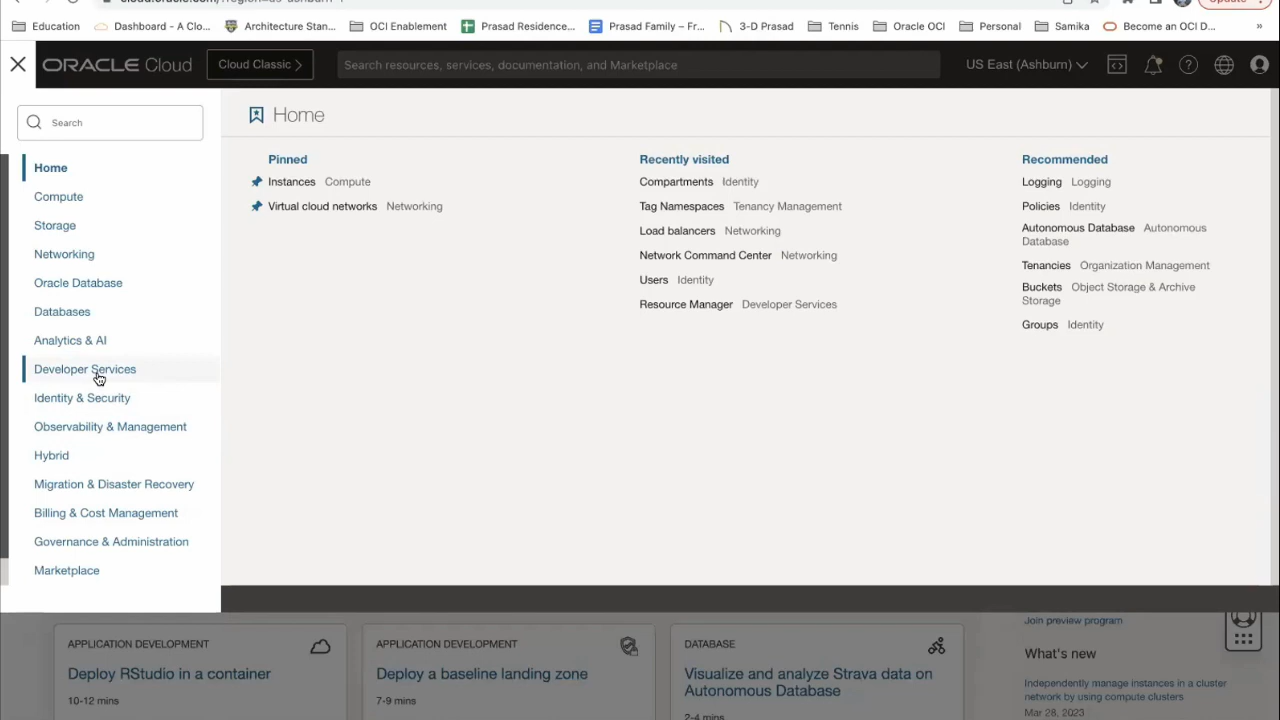 Update
Education
Dashboard - A Clo...
Architecture Stan...
OCI Enablement
Prasad Residence...
Prasad Family – Fr...
3-D Prasad
Tennis
Oracle OCI
Personal
Samika
Become an OCI D...
»
ORACLE Cloud
Cloud Classic >
Search resources, services, documentation, and Marketplace
US East (Ashburn)
Search
Home
Compute
Storage
Networking
Oracle Database
Databases
Analytics & AI
Developer Services
Identity & Security
Observability & Management
Hybrid
Migration & Disaster Recovery
Billing & Cost Management
Governance & Administration
Marketplace
Home
Pinned
Instances Compute
Virtual cloud networks Networking
Recently visited
Compartments Identity
Tag Namespaces Tenancy Management
Load balancers Networking
Network Command Center Networking
Users Identity
Resource Manager Developer Services
Recommended
Logging Logging
Policies Identity
Autonomous Database Autonomous
Database
Tenancies Organization Management
Buckets Object Storage & Archive
Storage
Groups Identity
APPLICATION DEVELOPMENT
Deploy RStudio in a container
10-12 mins
APPLICATION DEVELOPMENT
Deploy a baseline landing zone
7-9 mins
DATABASE
Visualize and analyze Strava data on
Autonomous Database
2-4 mins
Join preview program
What's new
Independently manage instances in a cluster
network by using compute clusters
Mar 28, 2023